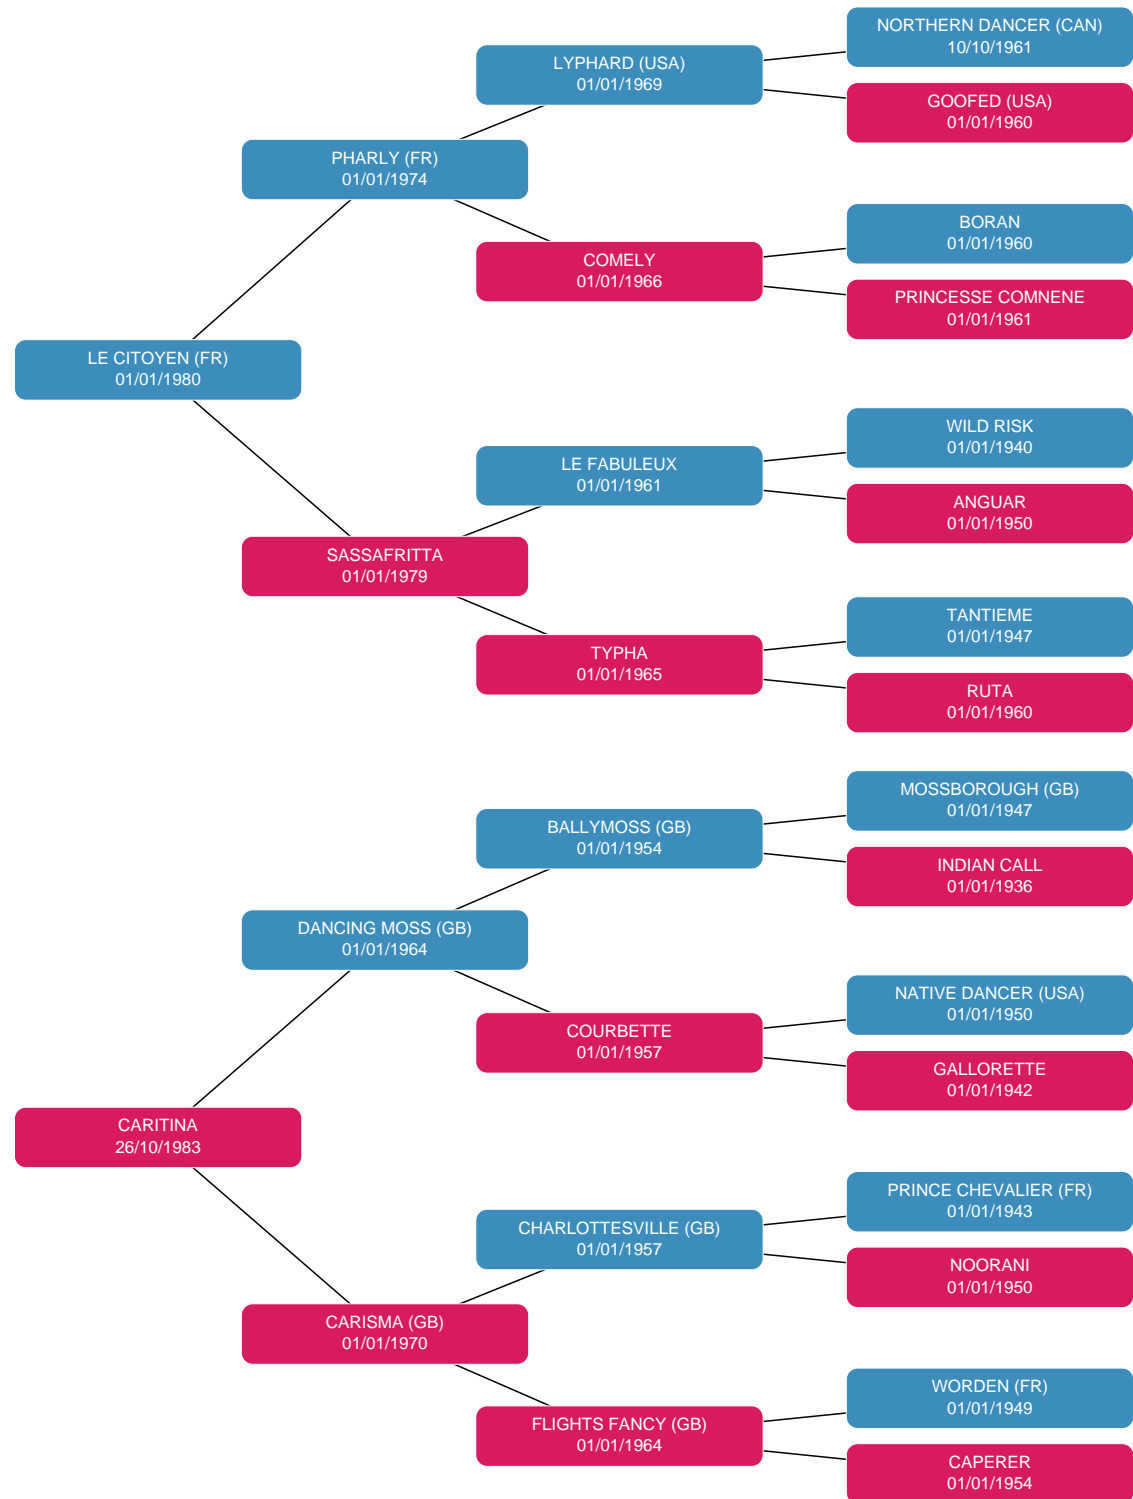 NORTHERN DANCER (CAN)
10/10/1961
LYPHARD (USA)
01/01/1969
GOOFED (USA)
01/01/1960
PHARLY (FR)
01/01/1974
BORAN
01/01/1960
COMELY
01/01/1966
PRINCESSE COMNENE
01/01/1961
LE CITOYEN (FR)
01/01/1980
WILD RISK
01/01/1940
LE FABULEUX
01/01/1961
ANGUAR
01/01/1950
SASSAFRITTA
01/01/1979
TANTIEME
01/01/1947
TYPHA
01/01/1965
RUTA
01/01/1960
MOSSBOROUGH (GB)
01/01/1947
BALLYMOSS (GB)
01/01/1954
INDIAN CALL
01/01/1936
DANCING MOSS (GB)
01/01/1964
NATIVE DANCER (USA)
01/01/1950
COURBETTE
01/01/1957
GALLORETTE
01/01/1942
CARITINA
26/10/1983
PRINCE CHEVALIER (FR)
01/01/1943
CHARLOTTESVILLE (GB)
01/01/1957
NOORANI
01/01/1950
CARISMA (GB)
01/01/1970
WORDEN (FR)
01/01/1949
FLIGHTS FANCY (GB)
01/01/1964
CAPERER
01/01/1954